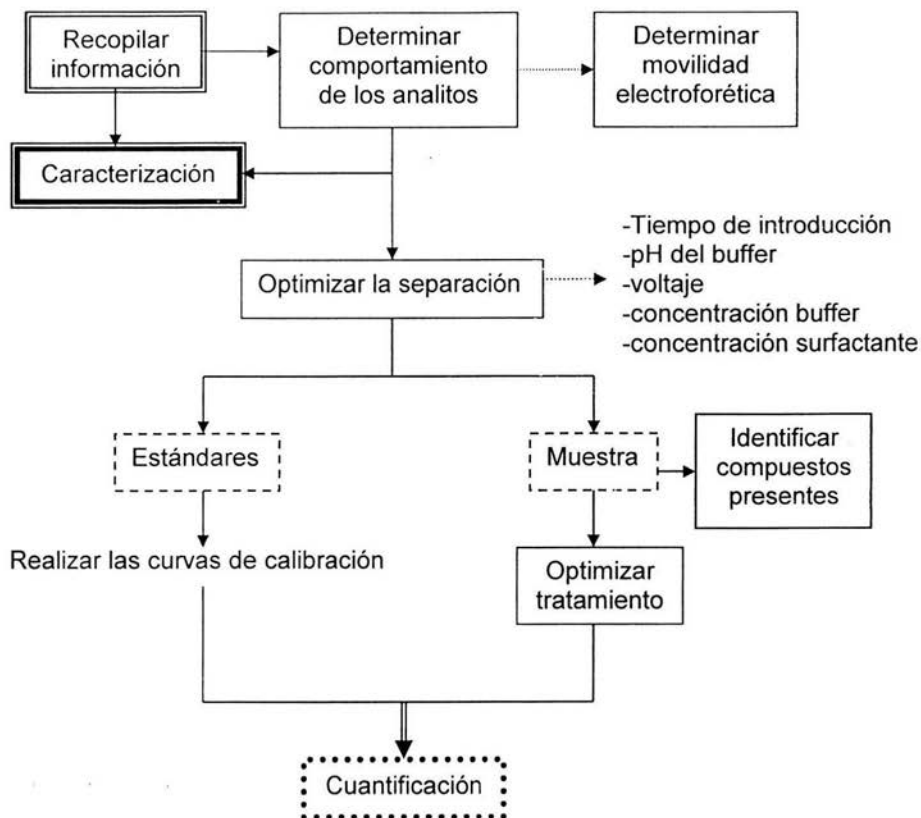 Recopilar
información
Determinar
comportamiento
de los analitos
Determinar
movilidad
electroforética
Caracterización
Optimizar la separación
-Tiempo de introducción
-pH del buffer
-voltaje
-concentración buffer
-concentración surfactante
Estándares
Muestra
Identificar
compuestos
presentes
Realizar las curvas de calibración
Optimizar
tratamiento
Cuantificación